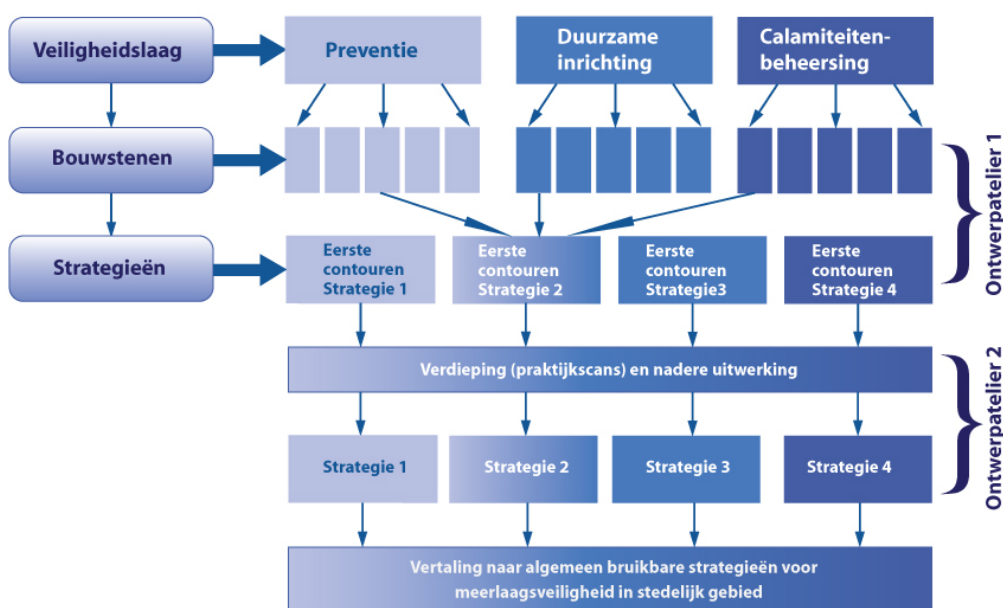 Veiligheidslaag
Preventie
Duurzame
inrichting
Calamiteiten-
beheersing
Bouwstenen
Ontwerpatelier 1
Strategieën
Eerste
contouren
Strategie 1
Eerste
contouren
Strategie 2
Eerste
contouren
Strategie3
Eerste
contouren
Strategie 4
Verdieping (praktijkscans) en nadere uitwerking
Ontwerpatelier 2
Strategie 1
Strategie 2
Strategie 3
Strategie 4
Vertaling naar algemeen bruikbare strategieën voor
meerlaagsveiligheid in stedelijk gebied